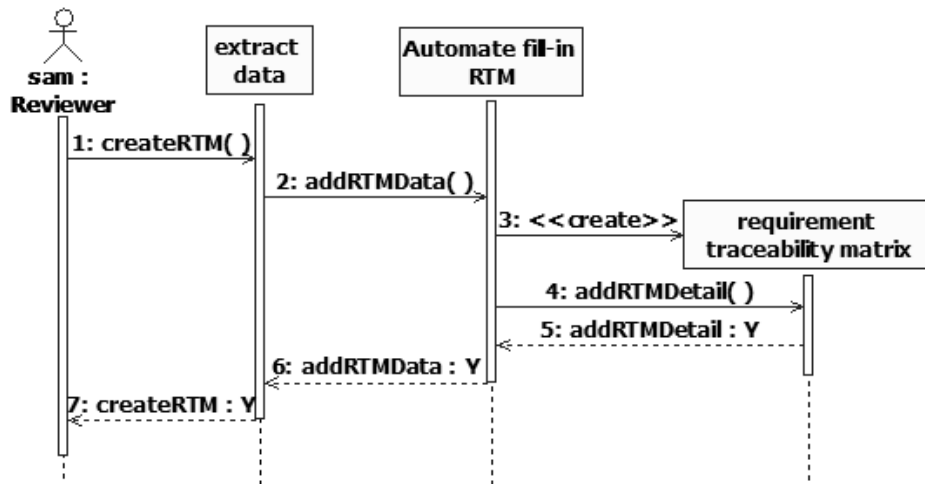 sam :
Reviewer
extract
data
Automate fill-in
RTM
1: createRTM( )
2: addRTMData( )
3: <<create>>
requirement
traceability matrix
4: addRTMDetail( )
5: addRTMDetail : Y
6: addRTMData : Y
7: createRTM : Y